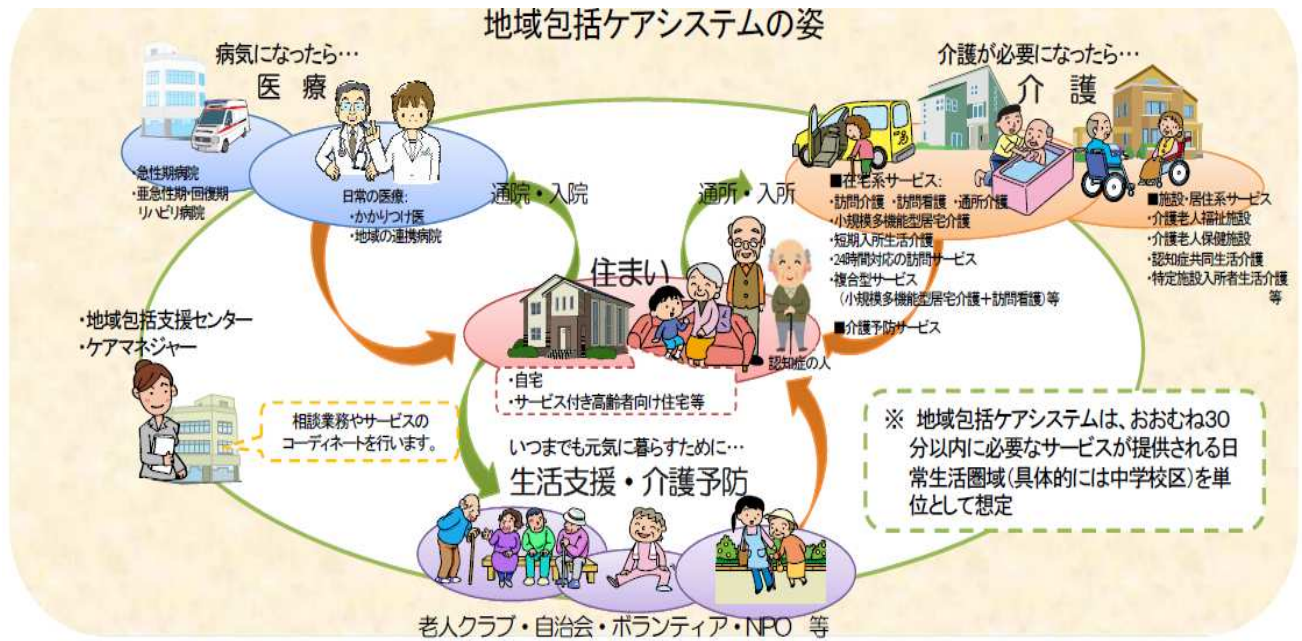 地域包括ケアシステムの姿
病気になったら…
医 療
・急性期病院
・亜急性期・回復期
リハビリ病院
日常の医療:
・かかりつけ医
・地域の連携病院
通院・入院
通所・入所
介護が必要になったら…
介 護
■在宅系サービス:
・訪問介護 ・訪問看護 ・通所介護
・小規模多機能型居宅介護
・短期入所生活介護
・24時間対応の訪問サービス
・複合型サービス
(小規模多機能型居宅介護+訪問看護)等
■介護予防サービス
■施設・居住系サービス
・介護老人福祉施設
・介護老人保健施設
・認知症共同生活介護
・特定施設入所者生活介護
等
住まい
認知症の人
・自宅
・サービス付き高齢者向け住宅等
・地域包括支援センター
・ケアマネジャー
相談業務やサービスの
コーディネートを行います。
いつまでも元気に暮らすために…
生活支援・介護予防
老人クラブ・自治会・ボランティア・NPO 等
※ 地域包括ケアシステムは、おおむね30
分以内に必要なサービスが提供される日
常生活圏域(具体的には中学校区)を単
位として想定